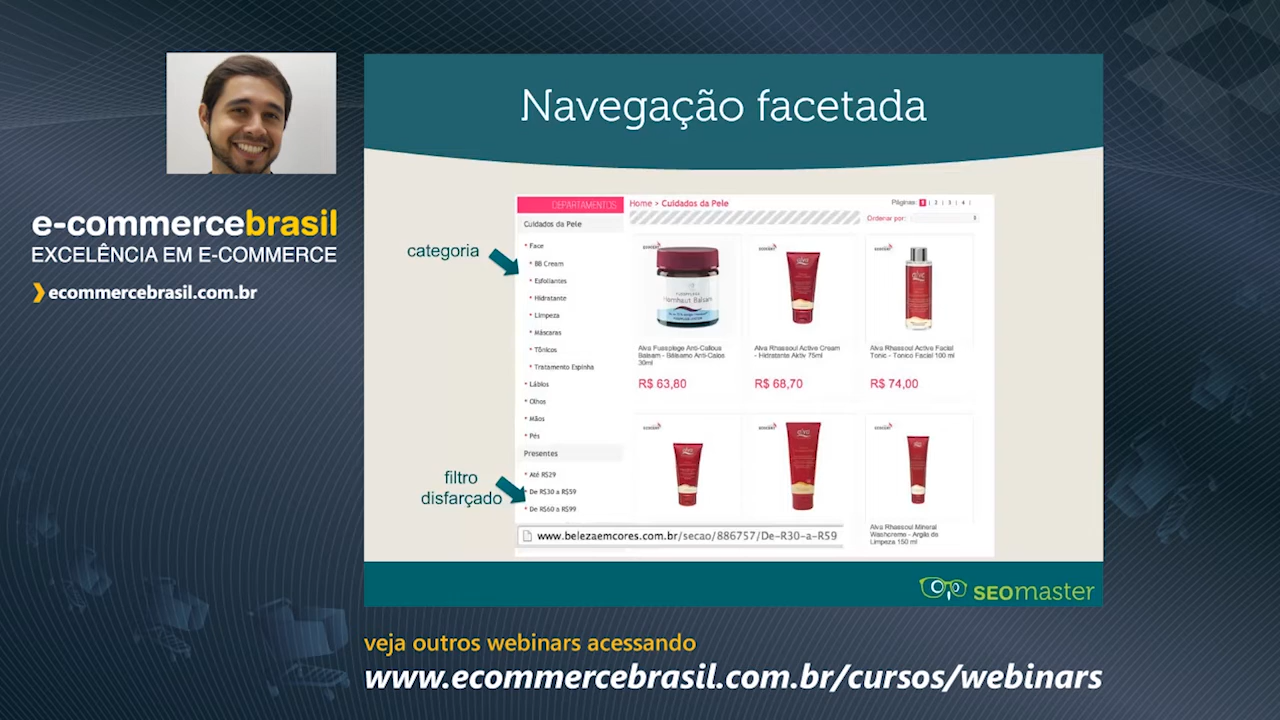 e-commercebrasil
EXCELÊNCIA EM E-COMMERCE
ecommercebrasil.com.br
Navegação facetada
categoria
filtro
disfarçado
DEPARTAMENTOS
Cuidados da Pele
Face
BB Cream
Esfoliantes
Hidratante
Limpeza
Máscaras
Tônicos
Tratamento Espinha
Lábios
Olhos
Mãos
Pés
Presentes
Até R$29
De R$30 a R$59
De R$60 a R$99
Home > Cuidados da Pele
Páginas: 1 | 2 | 3 | 4 |
Ordenar por:
Alva Fussplege Anti-Callous
Balsam - Bálsamo Anti-Calos
30ml
R$ 63,80
Alva Rhassoul Active Cream
- Hidratante Aktiv 75ml
R$ 68,70
Alva Rhassoul Active Facial
Tonic - Tonico Facial 100 ml
R$ 74,00
Alva Rhassoul Mineral
Washcreme - Argila de
Limpeza 150 ml
www.belezaemcores.com.br/secao/886757/De-R30-a-R59
SEOmaster
veja outros webinars acessando
www.ecommercebrasil.com.br/cursos/webinars